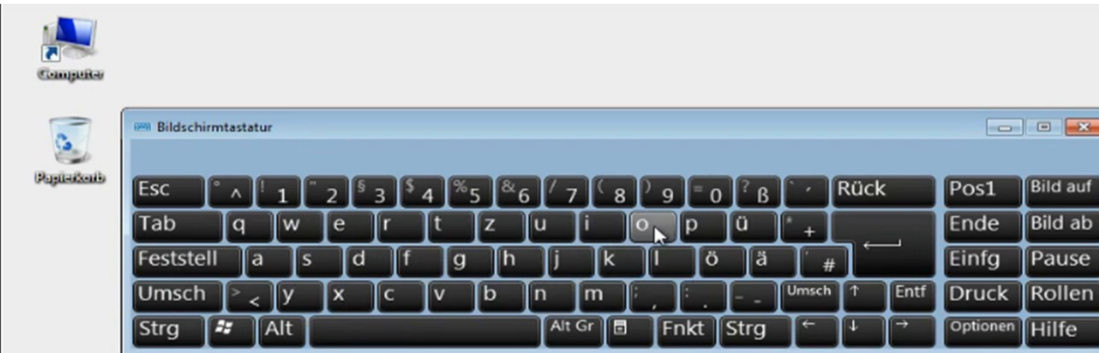 Computer
Papierkorb
Bildschirmtastatur
Esc ° ^ ! 1 " 2 § 3 $ 4 % 5 & 6 / 7 ( 8 ) 9 = 0 ? ß ` ´ Rück Pos1 Bild auf
Tab q w e r t z u i o p ü * + Ende Bild ab
Feststell a s d f g h j k l ö ä ' # Einfg Pause
Umsch > < y x c v b n m ; , : . _ - Umsch ↑ Entf Druck Rollen
Strg Alt Alt Gr Fnkt Strg ← ↓ → Optionen Hilfe